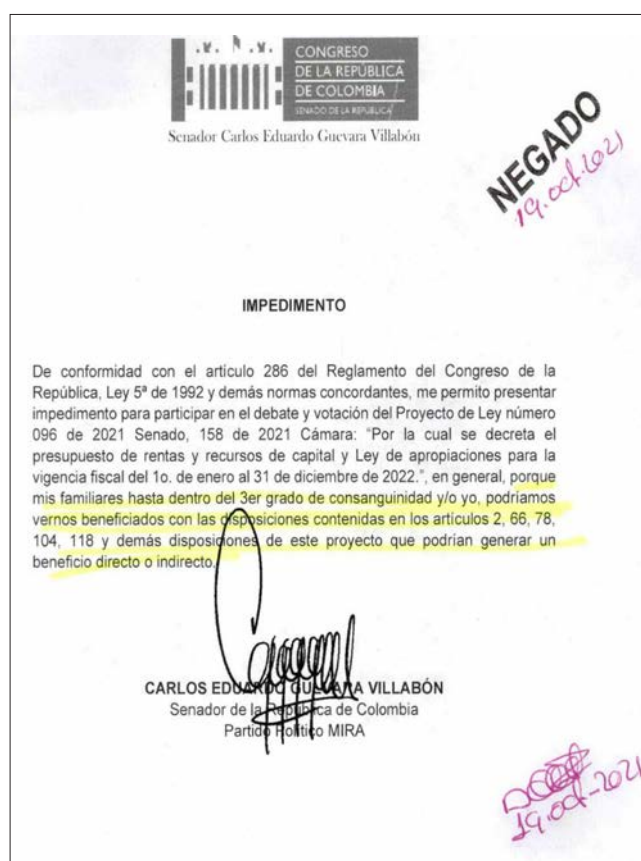 CONGRESO
DE LA REPÚBLICA
DE COLOMBIA
SENADO DE LA REPÚBLICA
Senador Carlos Eduardo Guevara Villabón
NEGADO
19.oct.2021
IMPEDIMENTO
De conformidad con el artículo 286 del Reglamento del Congreso de la
República, Ley 5ª de 1992 y demás normas concordantes, me permito presentar
impedimento para participar en el debate y votación del Proyecto de Ley número
096 de 2021 Senado, 158 de 2021 Cámara: “Por la cual se decreta el
presupuesto de rentas y recursos de capital y Ley de apropiaciones para la
vigencia fiscal del 1o. de enero al 31 de diciembre de 2022.”, en general, porque
mis familiares hasta dentro del 3er grado de consanguinidad y/o yo, podríamos
vernos beneficiados con las disposiciones contenidas en los artículos 2, 66, 78,
104, 118 y demás disposiciones de este proyecto que podrían generar un
beneficio directo o indirecto.
CARLOS EDUARDO GUEVARA VILLABÓN
Senador de la República de Colombia
Partido Político MIRA
19.oct-2021